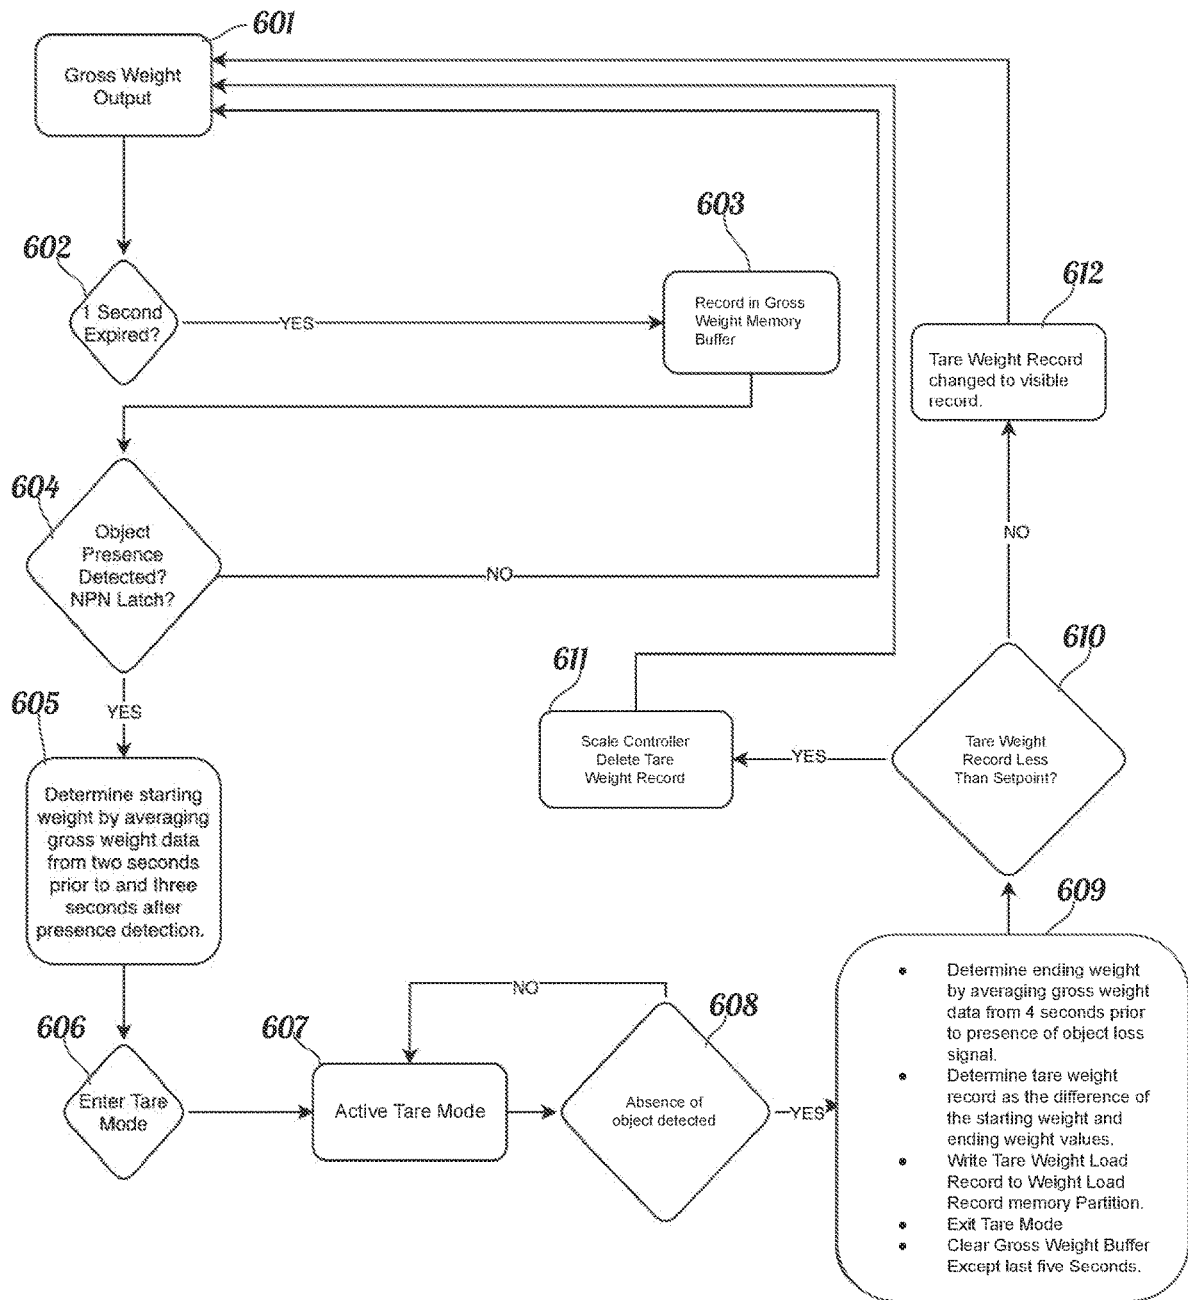 601
Gross Weight
Output
602
1 Second
Expired?
YES
603
Record in Gross
Weight Memory
Buffer
612
Tare Weight Record
changed to visible
record.
604
Object
Presence
Detected?
NPN Latch?
NO
NO
YES
605
Determine starting
weight by averaging
gross weight data
from two seconds
prior to and three
seconds after
presence detection.
611
Scale Controller
Delete Tare
Weight Record
YES
610
Tare Weight
Record Less
Than Setpoint?
606
Enter Tare
Mode
607
Active Tare Mode
NO
608
Absence of
object detected
YES
609
• Determine ending weight
by averaging gross weight
data from 4 seconds prior
to presence of object loss
signal.
• Determine tare weight
record as the difference of
the starting weight and
ending weight values.
• Write Tare Weight Load
Record to Weight Load
Record memory Partition.
• Exit Tare Mode
• Clear Gross Weight Buffer
Except last five Seconds.